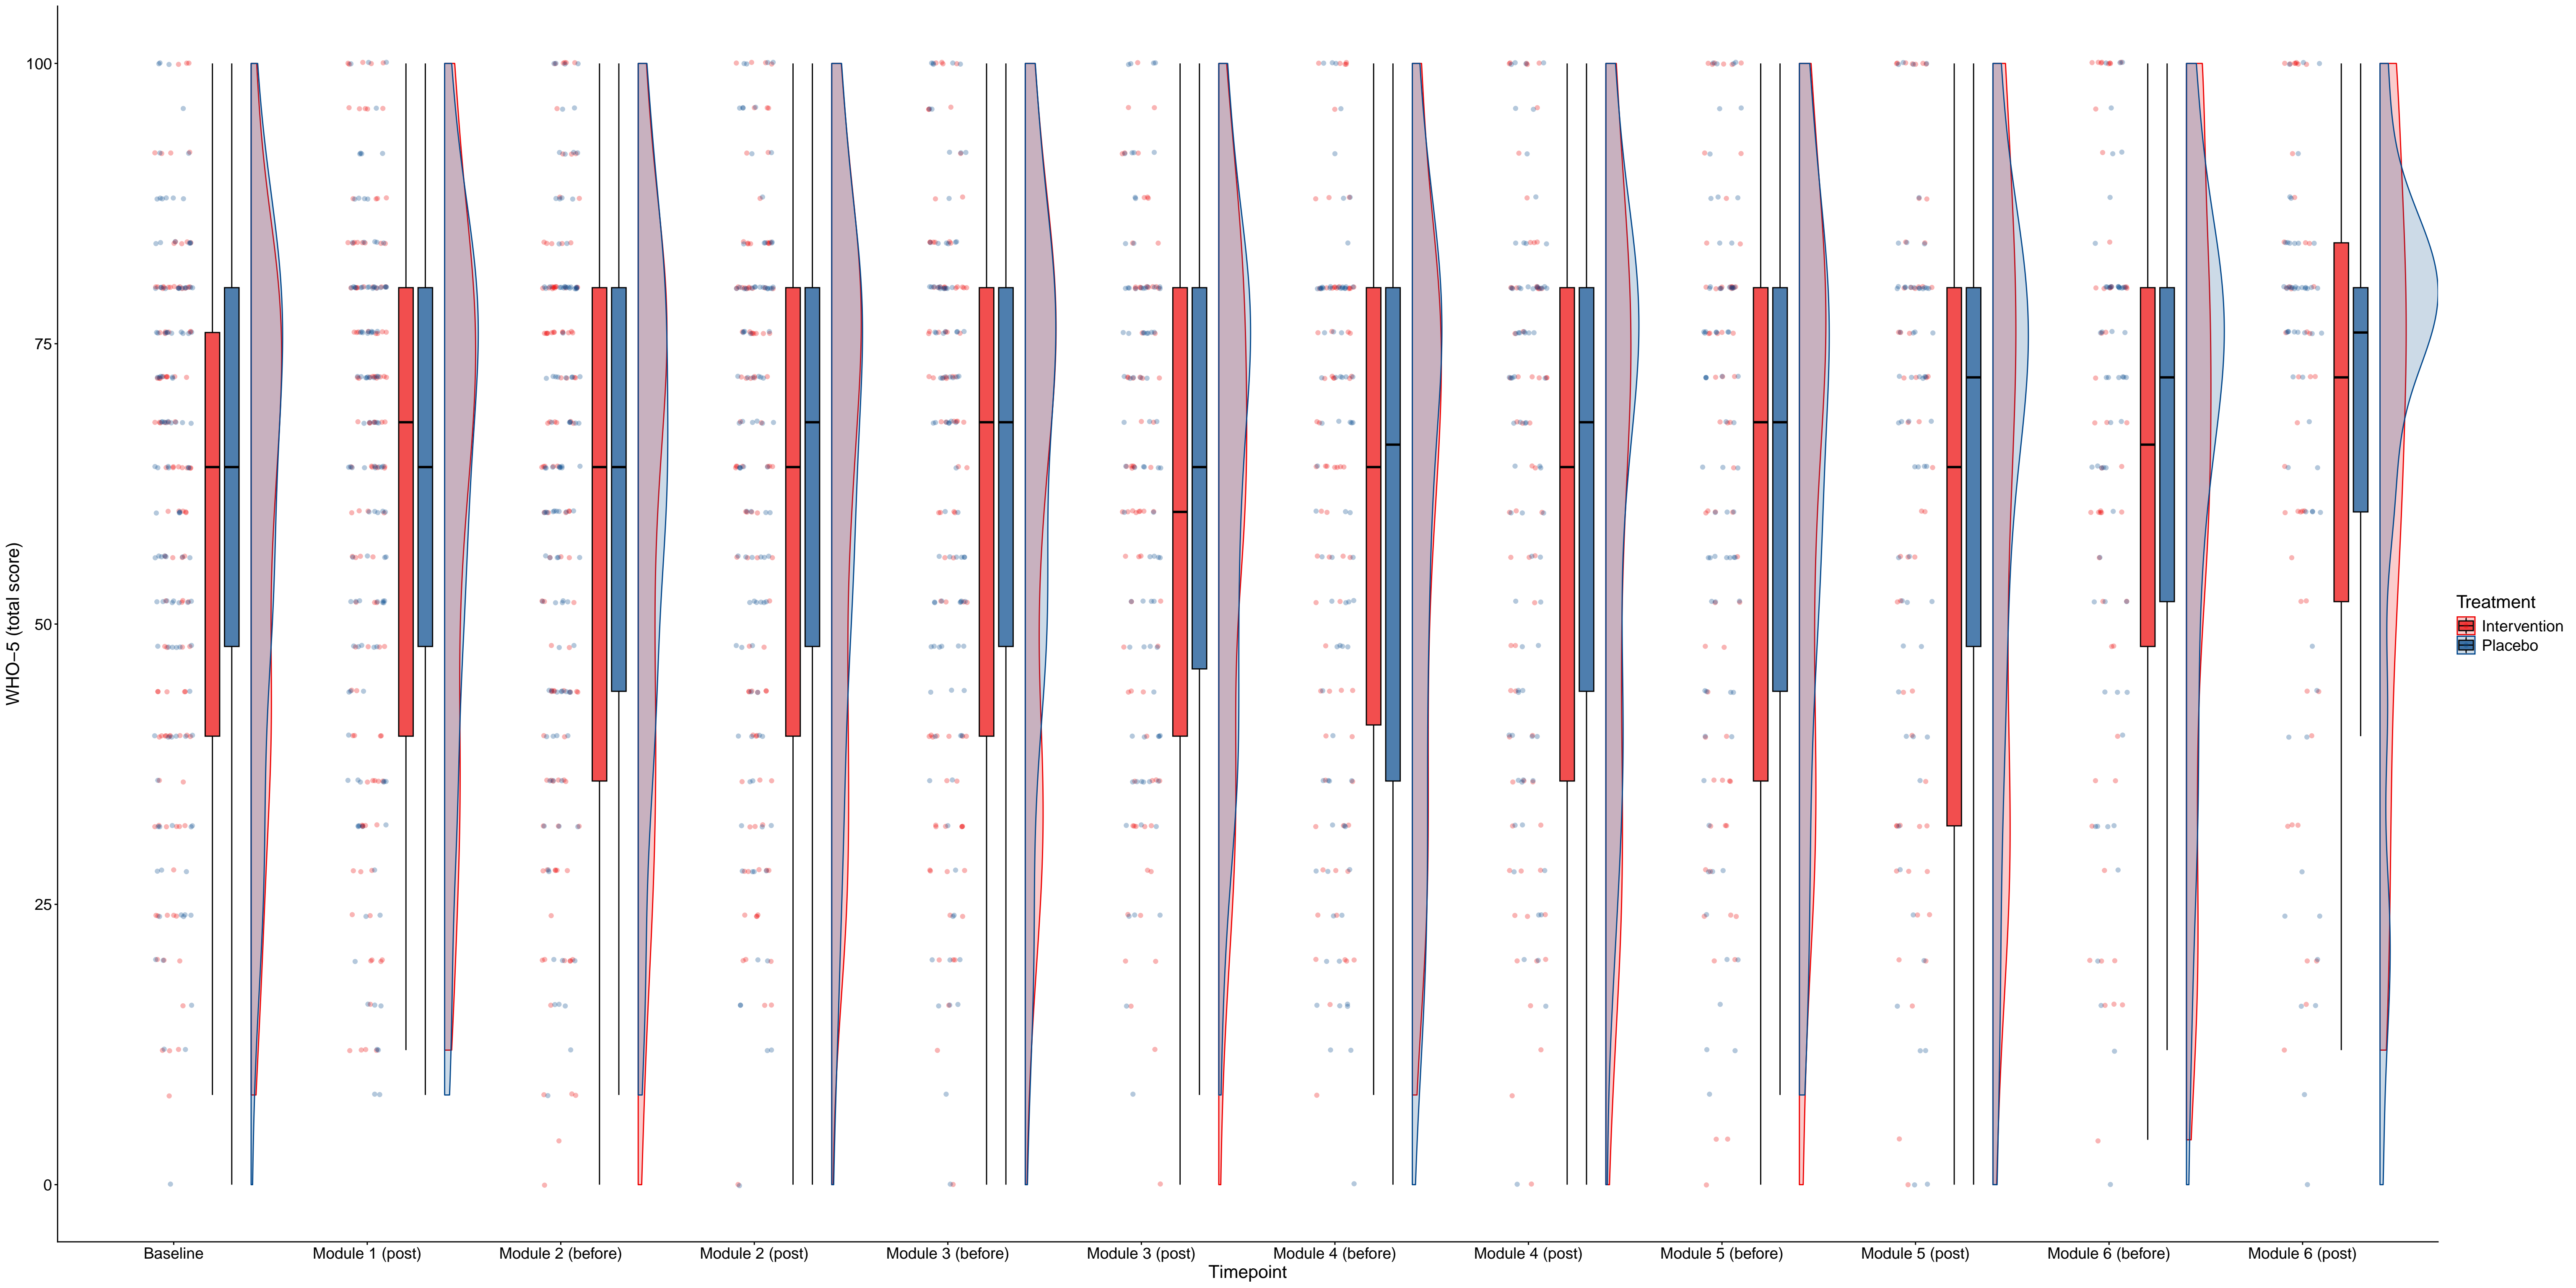 WHO−5 (total score)
100
75
50
25
0
Baseline
Module 1 (post)
Module 2 (before)
Module 2 (post)
Module 3 (before)
Module 3 (post)
Module 4 (before)
Module 4 (post)
Module 5 (before)
Module 5 (post)
Module 6 (before)
Module 6 (post)
Timepoint
Treatment
Intervention
Placebo